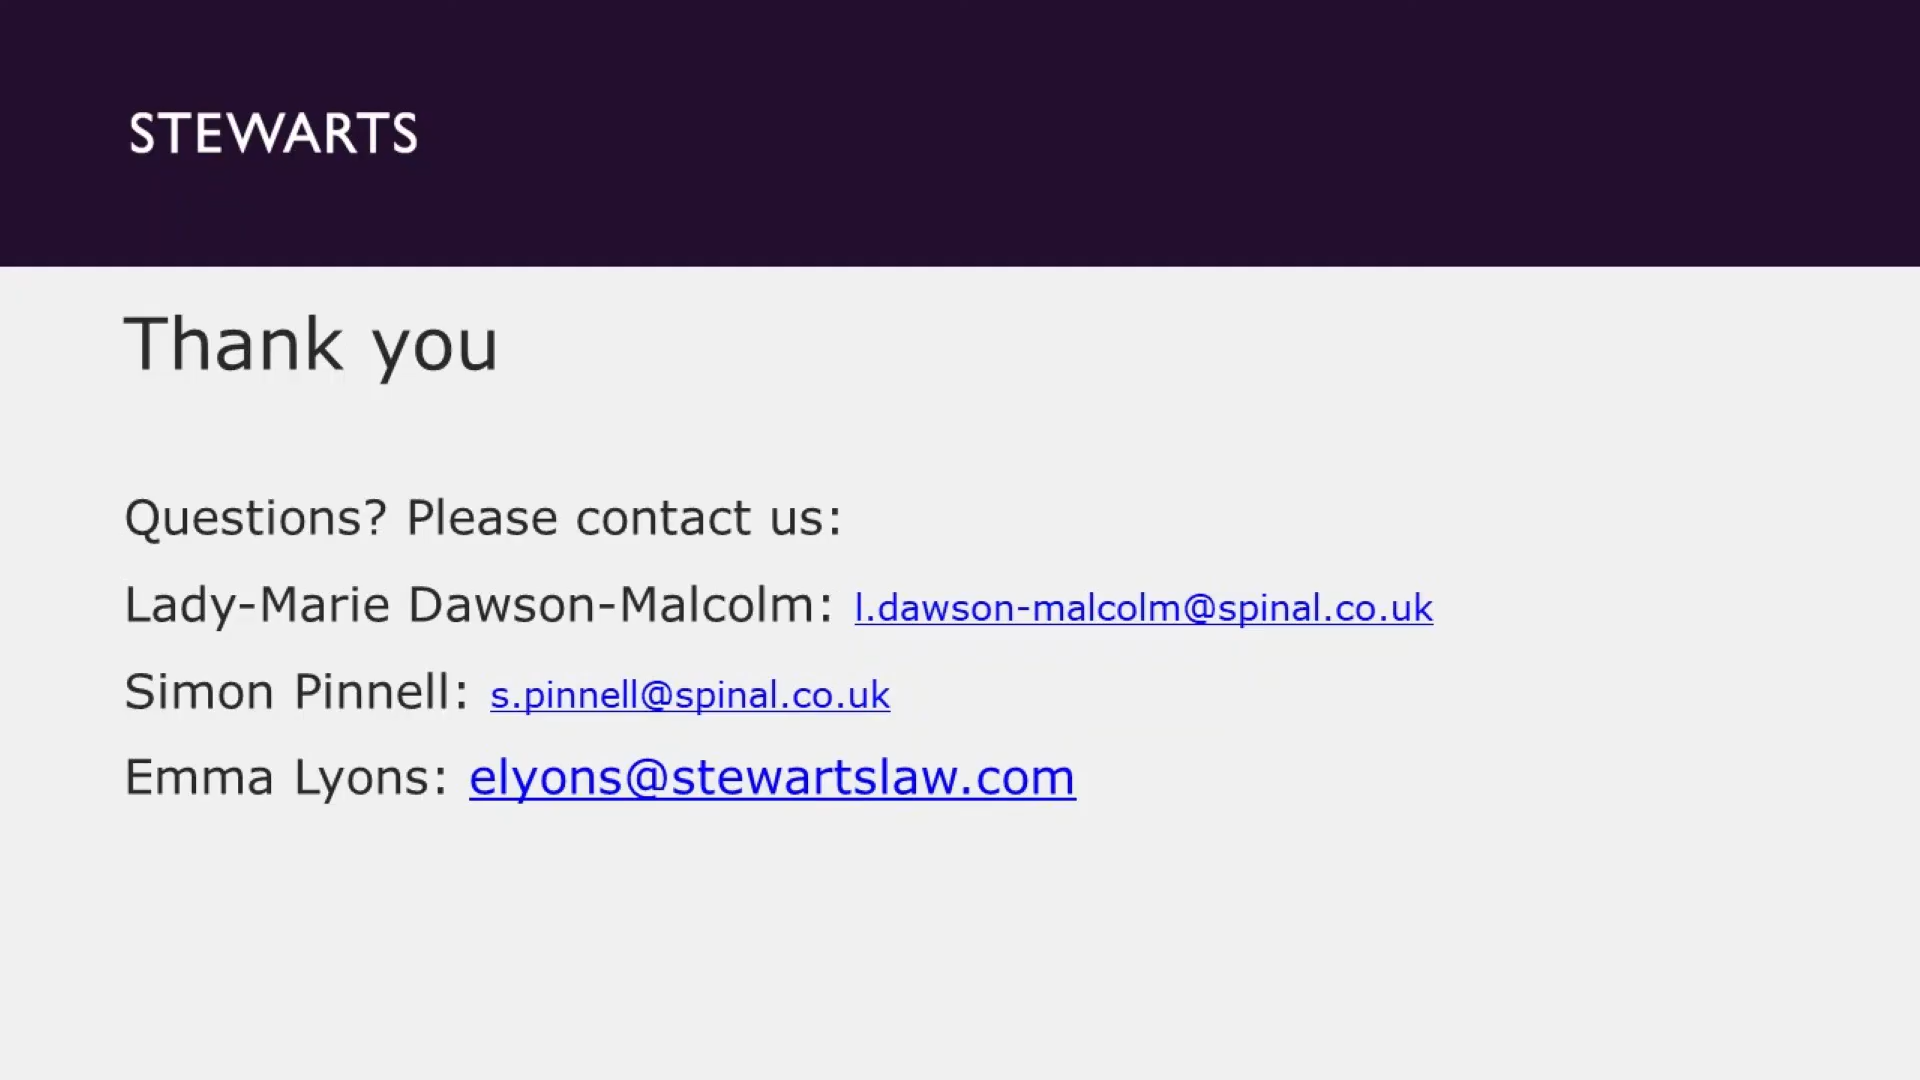 STEWARTS
Thank you
Questions? Please contact us:
Lady-Marie Dawson-Malcolm: l.dawson-malcolm@spinal.co.uk
Simon Pinnell: s.pinnell@spinal.co.uk
Emma Lyons: elyons@stewartslaw.com